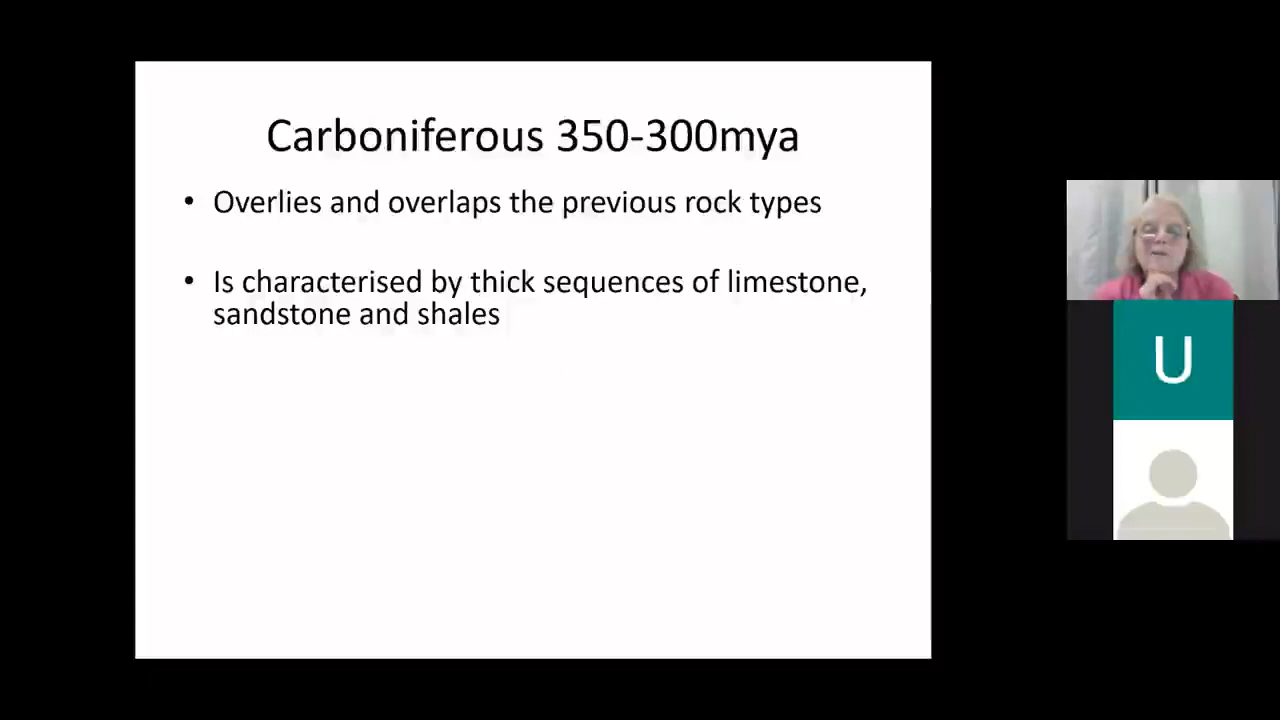 Carboniferous 350-300mya
• Overlies and overlaps the previous rock types
• Is characterised by thick sequences of limestone,
sandstone and shales
U